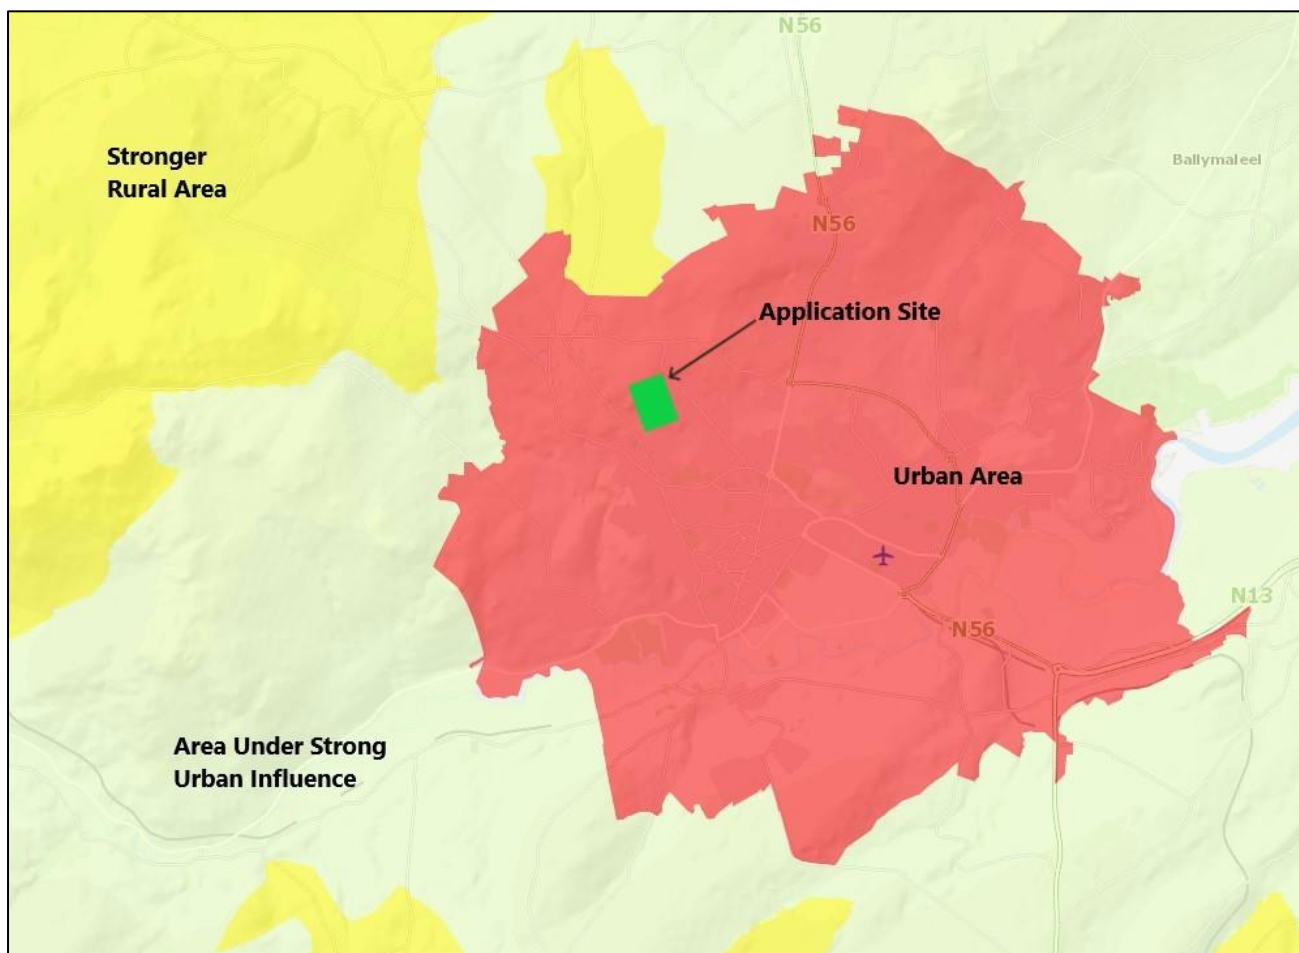 N56
Stronger
Rural Area
Ballymaleel
N56
Application Site
Urban Area
N13
N56
Area Under Strong
Urban Influence